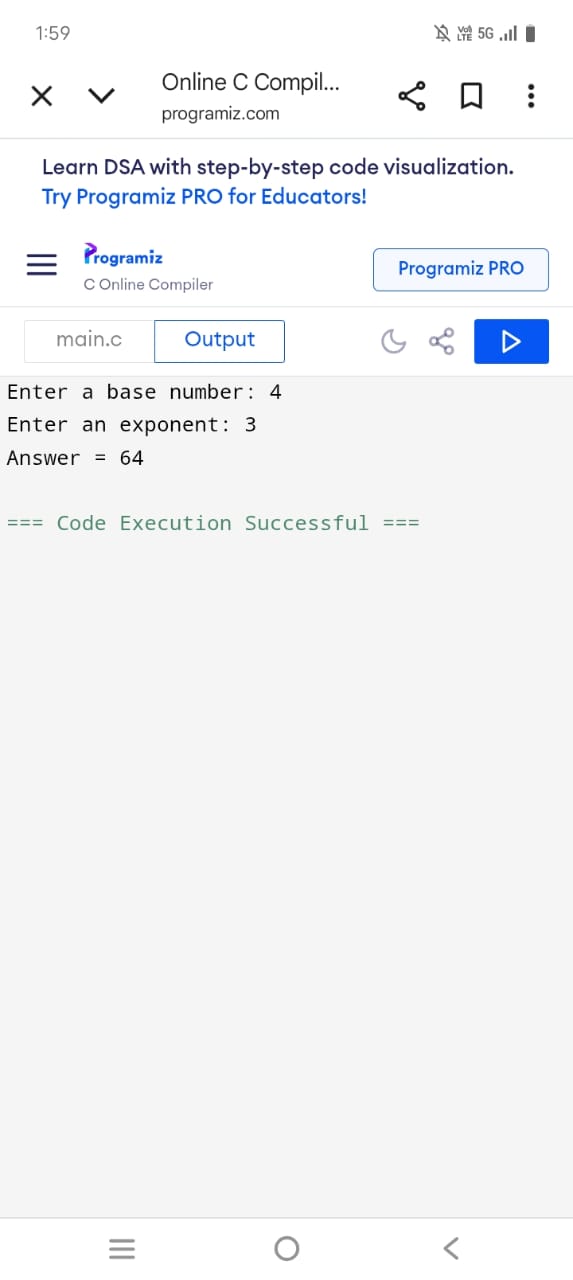 1:59
Vo) LTE 5G
Online C Compil...
programiz.com
Learn DSA with step-by-step code visualization.
Try Programiz PRO for Educators!
Programiz
C Online Compiler
Programiz PRO
main.c
Output
Enter a base number: 4
Enter an exponent: 3
Answer = 64
=== Code Execution Successful ===